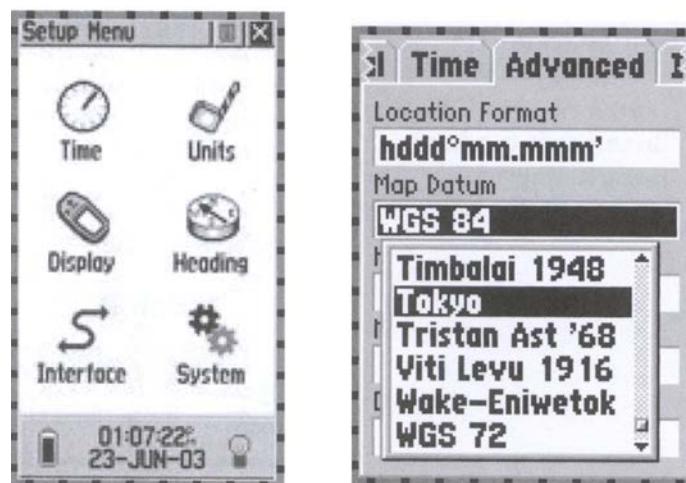 Setup Menu
Time
Units
Display
Heading
Interface
System
01:07:22
23-JUN-03
Time
Advanced
Location Format
hddd°mm.mmm'
Map Datum
WGS 84
Timbalai 1948
Tokyo
Tristan Ast '68
Viti Levu 1916
Wake-Eniwetok
WGS 72